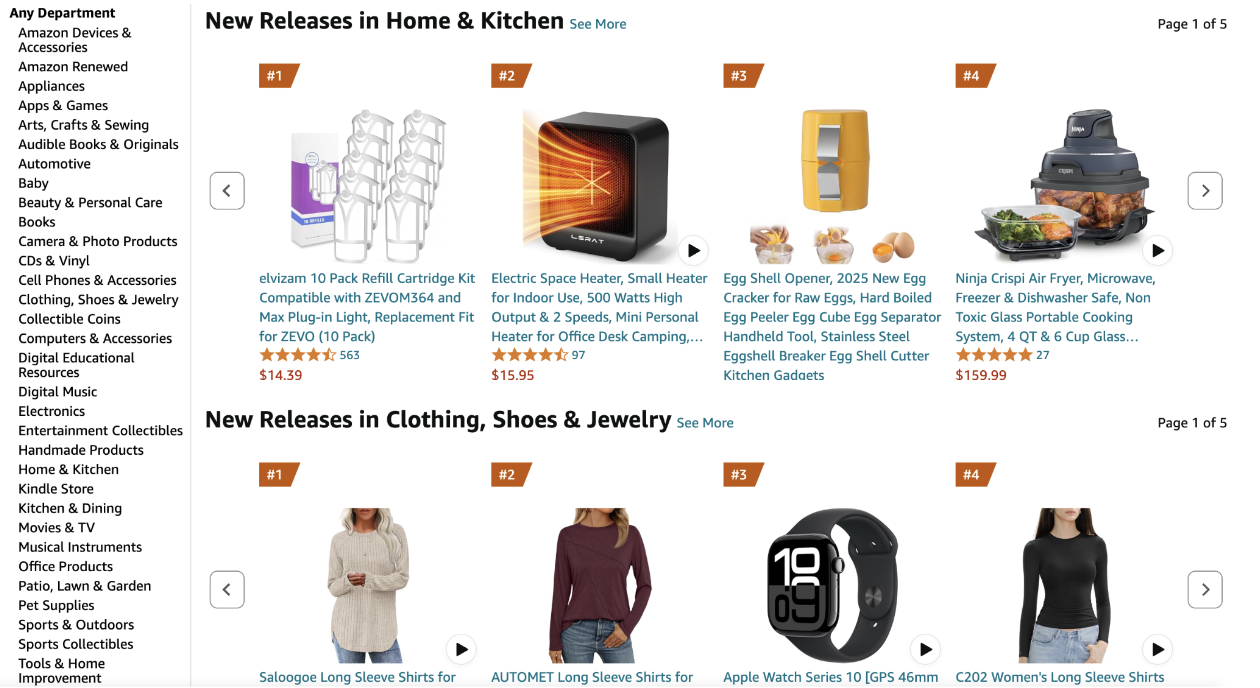 Any Department
Amazon Devices &
Accessories
Amazon Renewed
Appliances
Apps & Games
Arts, Crafts & Sewing
Audible Books & Originals
Automotive
Baby
Beauty & Personal Care
Books
Camera & Photo Products
CDs & Vinyl
Cell Phones & Accessories
Clothing, Shoes & Jewelry
Collectible Coins
Computers & Accessories
Digital Educational
Resources
Digital Music
Electronics
Entertainment Collectibles
Handmade Products
Home & Kitchen
Kindle Store
Kitchen & Dining
Movies & TV
Musical Instruments
Office Products
Patio, Lawn & Garden
Pet Supplies
Sports & Outdoors
Sports Collectibles
Tools & Home
Improvement
New Releases in Home & Kitchen See More
Page 1 of 5
#1
elvizam 10 Pack Refill Cartridge Kit
Compatible with ZEVOM364 and
Max Plug-in Light, Replacement Fit
for ZEVO (10 Pack)
563
$14.39
#2
LSRAT
Electric Space Heater, Small Heater
for Indoor Use, 500 Watts High
Output & 2 Speeds, Mini Personal
Heater for Office Desk Camping,...
97
$15.95
#3
Egg Shell Opener, 2025 New Egg
Cracker for Raw Eggs, Hard Boiled
Egg Peeler Egg Cube Egg Separator
Handheld Tool, Stainless Steel
Eggshell Breaker Egg Shell Cutter
Kitchen Gadgets
#4
NINJA
CRISPI
Ninja Crispi Air Fryer, Microwave,
Freezer & Dishwasher Safe, Non
Toxic Glass Portable Cooking
System, 4 QT & 6 Cup Glass...
27
$159.99
New Releases in Clothing, Shoes & Jewelry See More
Page 1 of 5
#1
Saloogoe Long Sleeve Shirts for
#2
AUTOMET Long Sleeve Shirts for
#3
10
09
Apple Watch Series 10 [GPS 46mm
#4
C202 Women's Long Sleeve Shirts